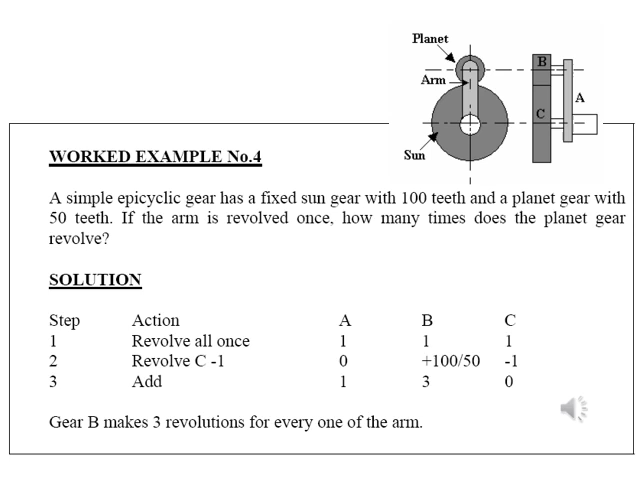 Planet
B
Arm
A
C
Sun
WORKED EXAMPLE No.4
A simple epicyclic gear has a fixed sun gear with 100 teeth and a planet gear with
50 teeth. If the arm is revolved once, how many times does the planet gear
revolve?
SOLUTION
Step Action A B C
1 Revolve all once 1 1 1
2 Revolve C -1 0 +100/50 -1
3 Add 1 3 0
Gear B makes 3 revolutions for every one of the arm.